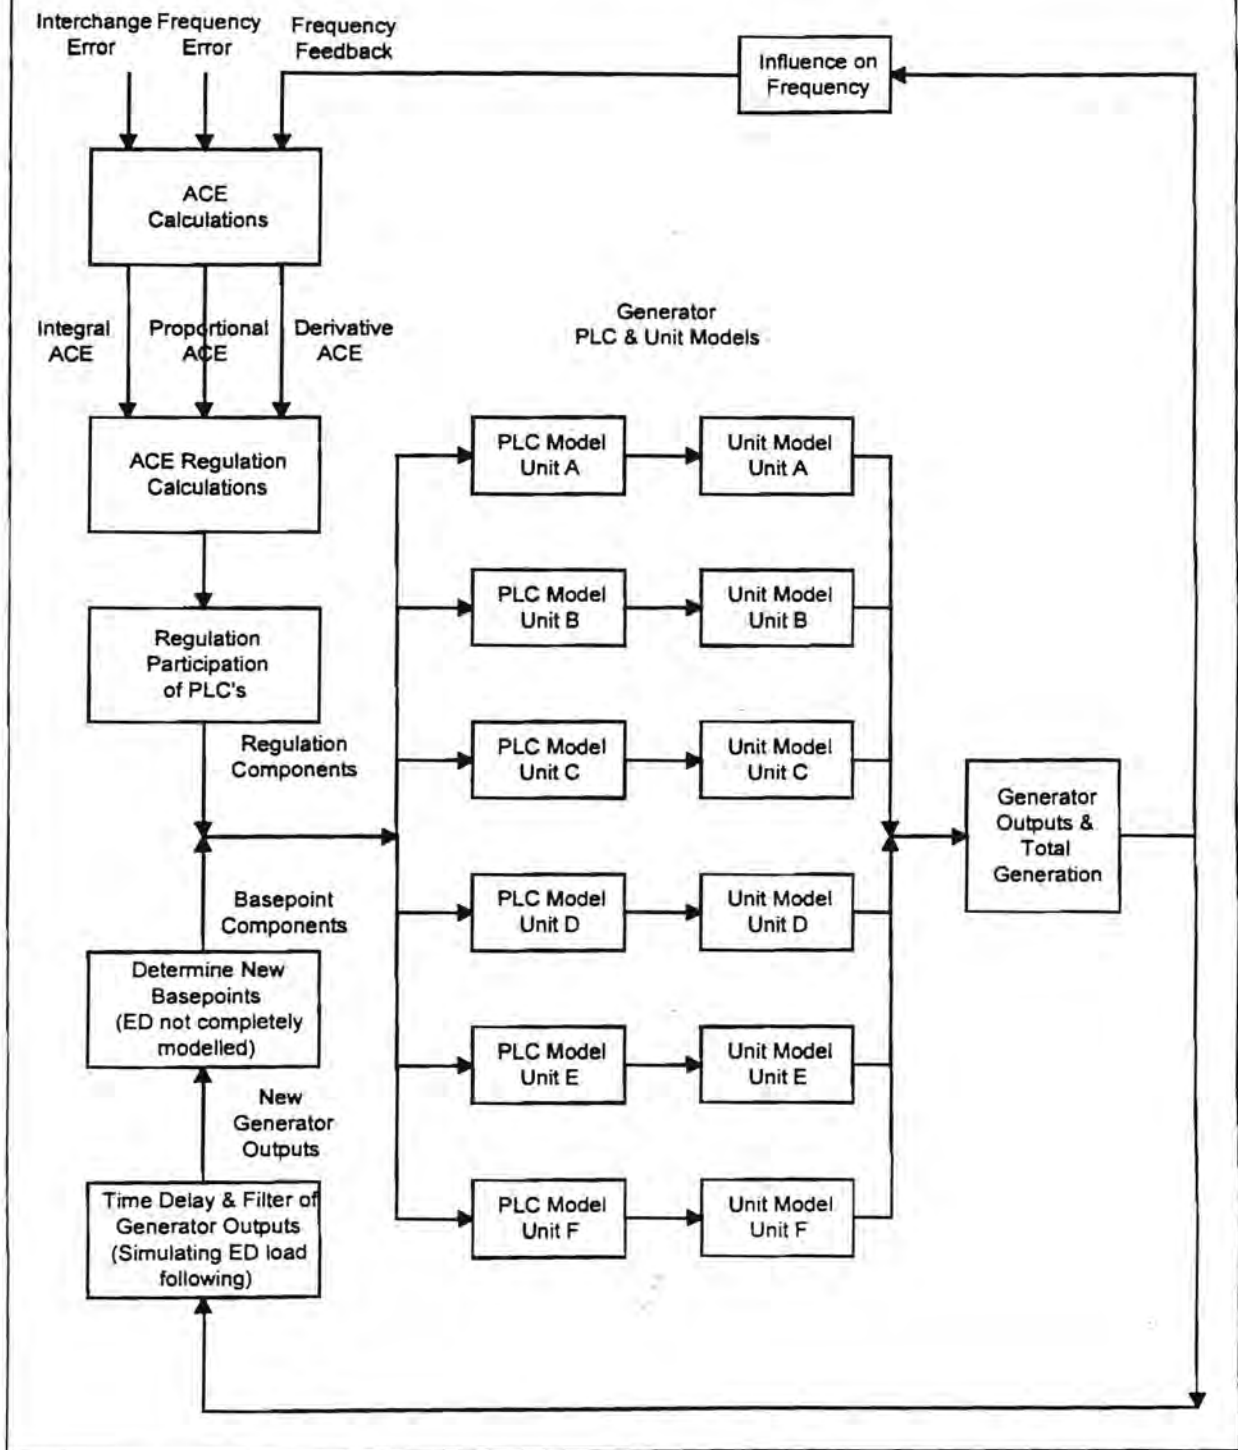 Interchange Frequency Frequency
Error Error Feedback
Influence on
Frequency
ACE
Calculations
Integral
ACE
Proportional
ACE
Derivative
ACE
Generator
PLC & Unit Models
ACE Regulation
Calculations
PLC Model
Unit A
Unit Model
Unit A
Regulation
Participation
of PLC's
PLC Model
Unit B
Unit Model
Unit B
Regulation
Components
PLC Model
Unit C
Unit Model
Unit C
Generator
Outputs &
Total
Generation
Basepoint
Components
PLC Model
Unit D
Unit Model
Unit D
Determine New
Basepoints
(ED not completely
modelled)
PLC Model
Unit E
Unit Model
Unit E
New
Generator
Outputs
Time Delay & Filter of
Generator Outputs
(Simulating ED load
following)
PLC Model
Unit F
Unit Model
Unit F